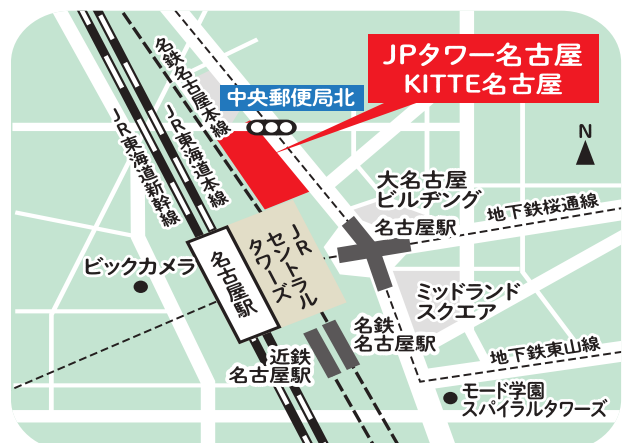 JPタワー名古屋
KITTE名古屋
中央郵便局北
名鉄名古屋本線
JR東海道本線
JR東海道新幹線
N
大名古屋
ビルヂング
名古屋駅
地下鉄桜通線
JR
セントラル
タワーズ
名古屋駅
ビックカメラ
ミッドランド
スクエア
名鉄
名古屋駅
近鉄
名古屋駅
地下鉄東山線
モード学園
スパイラルタワーズ